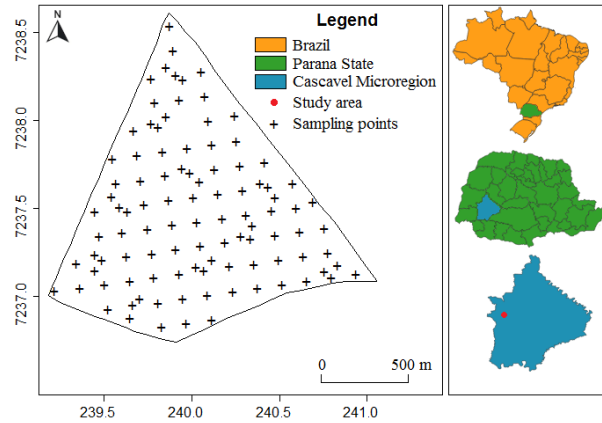 N
Legend
Brazil
Parana State
Cascavel Microregion
Study area
Sampling points
7238.5
7238.0
7237.5
7237.0
0 500 m
239.5 240.0 240.5 241.0